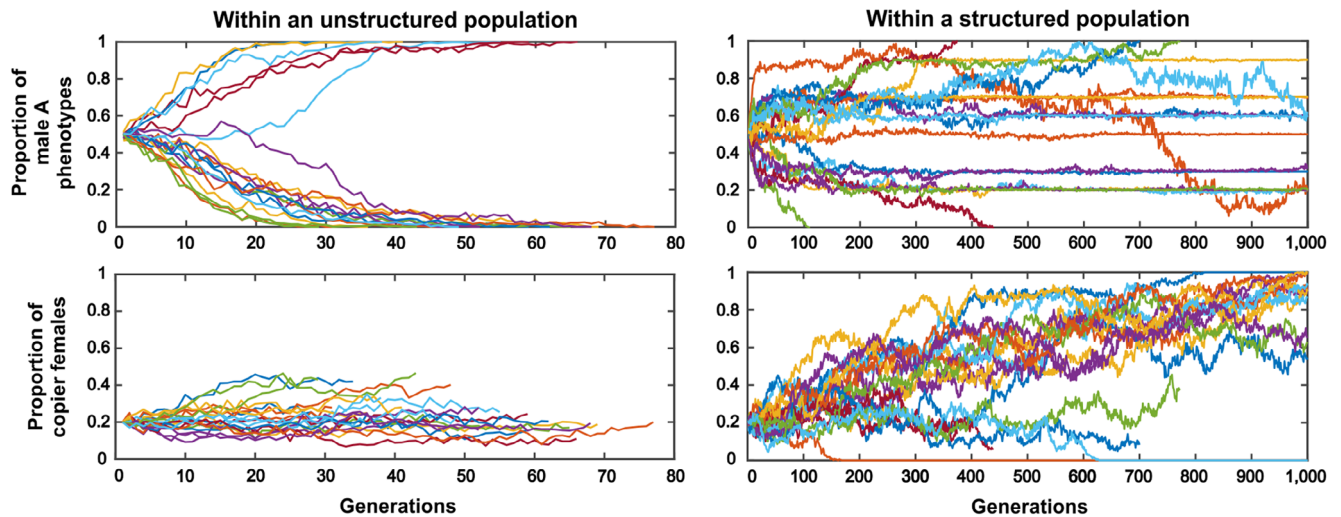 Within an unstructured population
Within a structured population
Proportion of
male A
phenotypes
1
0.8
0.6
0.4
0.2
0
0 10 20 30 40 50 60 70 80
1
0.8
0.6
0.4
0.2
0
0 100 200 300 400 500 600 700 800 900 1,000
Proportion of
copier females
1
0.8
0.6
0.4
0.2
0
0 10 20 30 40 50 60 70 80
Generations
1
0.8
0.6
0.4
0.2
0
0 100 200 300 400 500 600 700 800 900 1,000
Generations